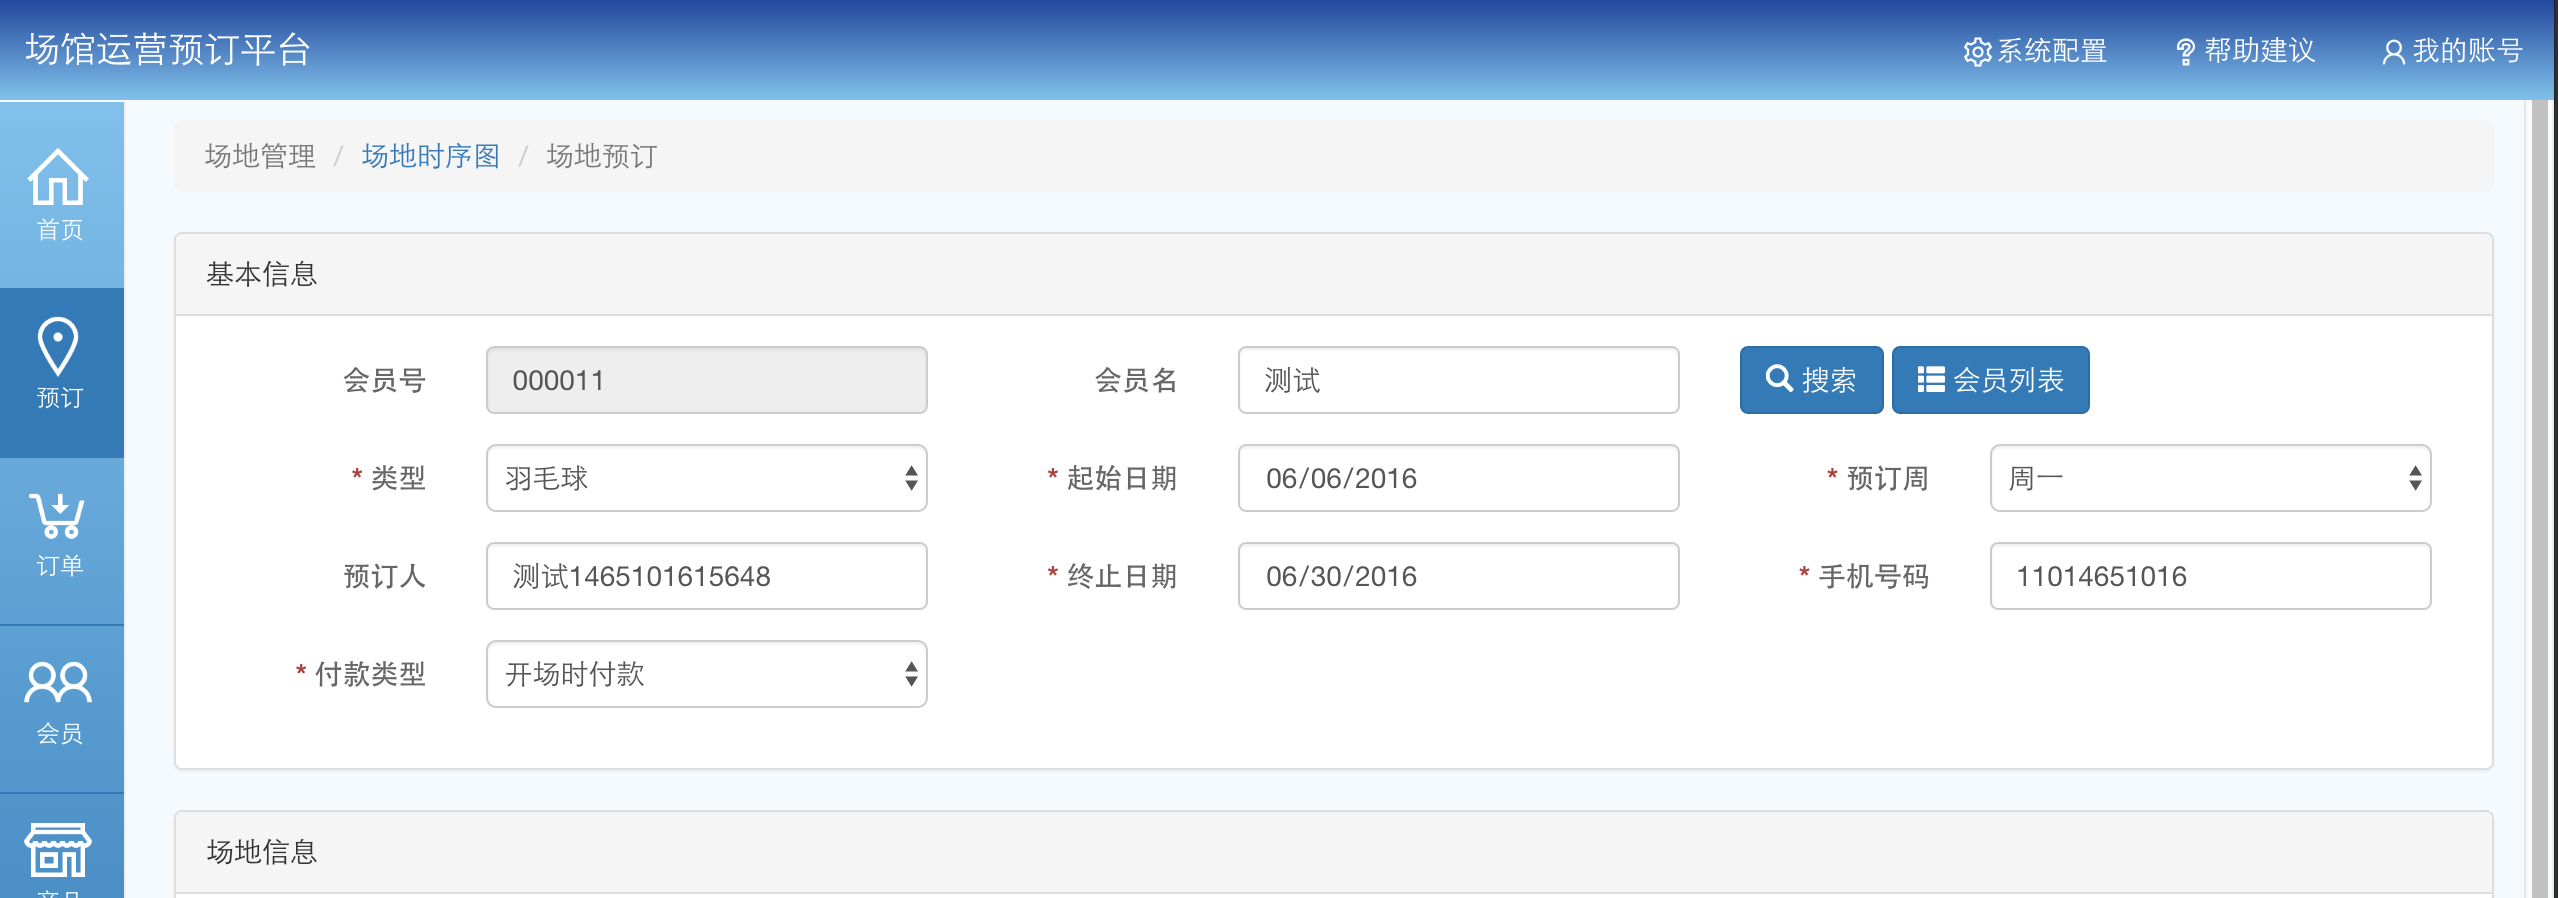 场馆运营预订平台
系统配置 帮助建议 我的账号
首页
预订
订单
会员
场地管理 / 场地时序图 / 场地预订
基本信息
会员号 000011 会员名 测试 搜索 会员列表
* 类型 羽毛球 * 起始日期 06/06/2016 * 预订周 周一
预订人 测试1465101615648 * 终止日期 06/30/2016 * 手机号码 11014651016
* 付款类型 开场时付款
场地信息